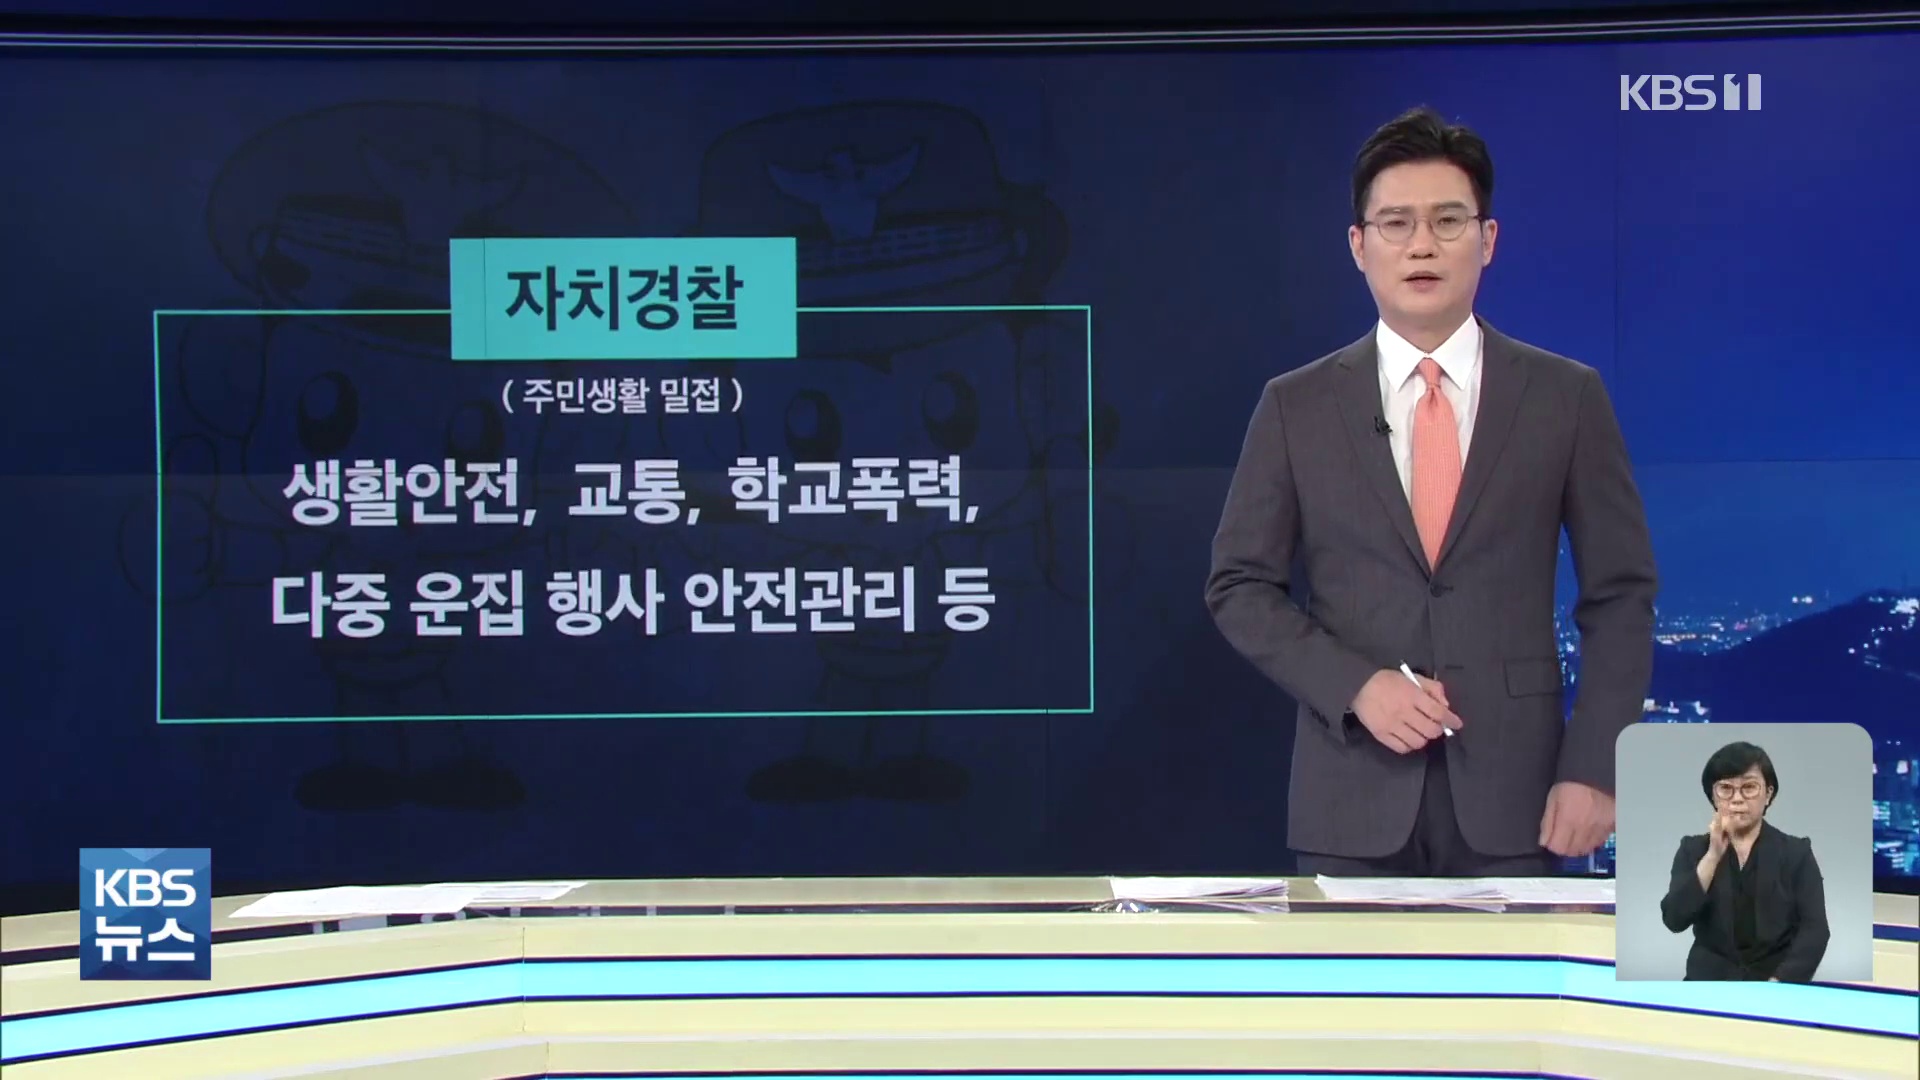 KBS 1
자치경찰
( 주민생활 밀접 )
생활안전, 교통, 학교폭력,
다중 운집 행사 안전관리 등
KBS
뉴스